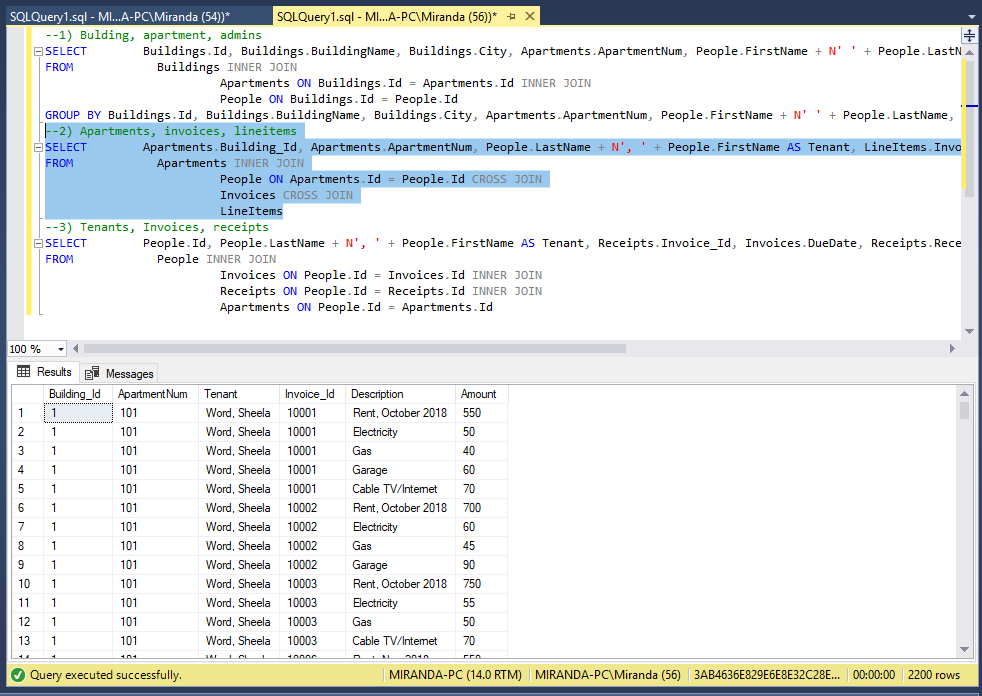 SQLQuery1.sql - MI...A-PC\Miranda (54))* SQLQuery1.sql - MI...A-PC\Miranda (56))*
--1) Bulding, apartment, admins
SELECT Buildings.Id, Buildings.BuildingName, Buildings.City, Apartments.ApartmentNum, People.FirstName + N' ' + People.LastN
FROM Buildings INNER JOIN
Apartments ON Buildings.Id = Apartments.Id INNER JOIN
People ON Buildings.Id = People.Id
GROUP BY Buildings.Id, Buildings.BuildingName, Buildings.City, Apartments.ApartmentNum, People.FirstName + N' ' + People.LastName,
--2) Apartments, invoices, lineitems
SELECT Apartments.Building_Id, Apartments.ApartmentNum, People.LastName + N', ' + People.FirstName AS Tenant, LineItems.Invo
FROM Apartments INNER JOIN
People ON Apartments.Id = People.Id CROSS JOIN
Invoices CROSS JOIN
LineItems
--3) Tenants, Invoices, receipts
SELECT People.Id, People.LastName + N', ' + People.FirstName AS Tenant, Receipts.Invoice_Id, Invoices.DueDate, Receipts.Rece
FROM People INNER JOIN
Invoices ON People.Id = Invoices.Id INNER JOIN
Receipts ON People.Id = Receipts.Id INNER JOIN
Apartments ON People.Id = Apartments.Id
100 %
Results Messages
Building_Id ApartmentNum Tenant Invoice_Id Description Amount
1 1 101 Word, Sheela 10001 Rent, October 2018 550
2 1 101 Word, Sheela 10001 Electricity 50
3 1 101 Word, Sheela 10001 Gas 40
4 1 101 Word, Sheela 10001 Garage 60
5 1 101 Word, Sheela 10001 Cable TV/Internet 70
6 1 101 Word, Sheela 10002 Rent, October 2018 700
7 1 101 Word, Sheela 10002 Electricity 60
8 1 101 Word, Sheela 10002 Gas 45
9 1 101 Word, Sheela 10002 Garage 90
10 1 101 Word, Sheela 10003 Rent, October 2018 750
11 1 101 Word, Sheela 10003 Electricity 55
12 1 101 Word, Sheela 10003 Gas 50
13 1 101 Word, Sheela 10003 Cable TV/Internet 70
Query executed successfully. MIRANDA-PC (14.0 RTM) MIRANDA-PC\Miranda (56) 3AB4636E829E6E8E32C28E... 00:00:00 2200 rows